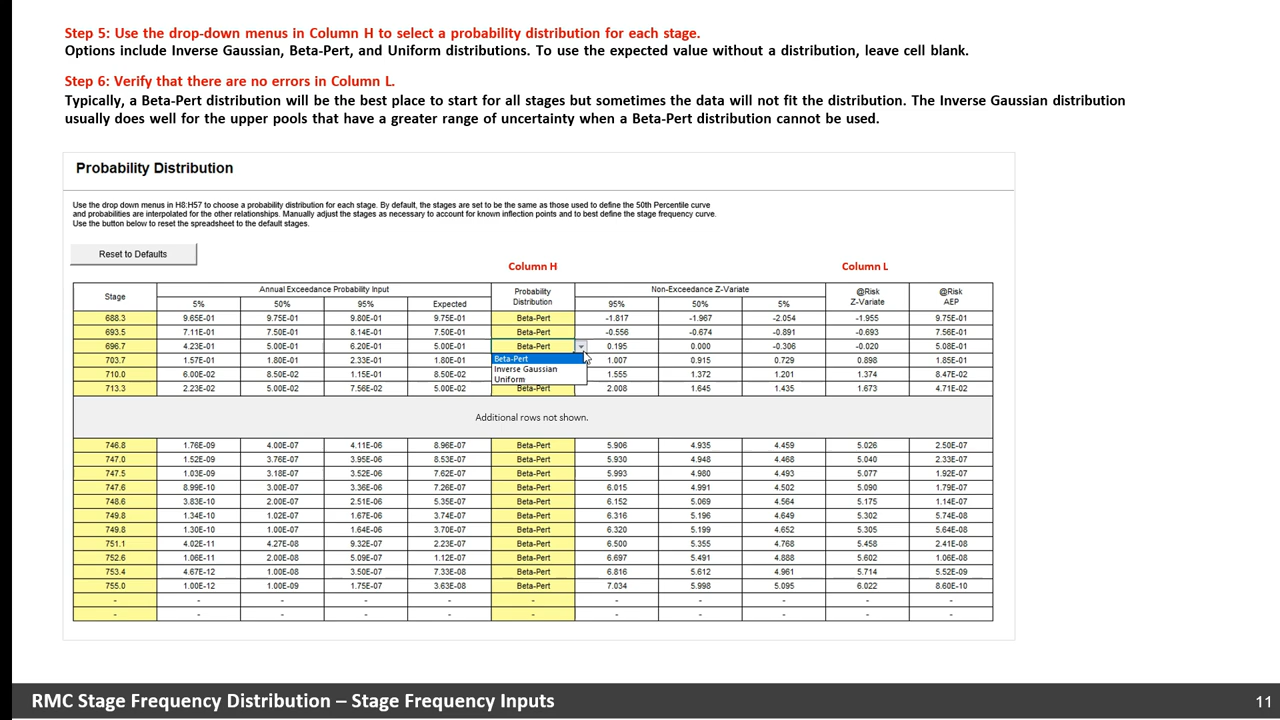 Step 5: Use the drop-down menus in Column H to select a probability distribution for each stage.
Options include Inverse Gaussian, Beta-Pert, and Uniform distributions. To use the expected value without a distribution, leave cell blank.
Step 6: Verify that there are no errors in Column L.
Typically, a Beta-Pert distribution will be the best place to start for all stages but sometimes the data will not fit the distribution. The Inverse Gaussian distribution
usually does well for the upper pools that have a greater range of uncertainty when a Beta-Pert distribution cannot be used.
Probability Distribution
Use the drop down menus in H8:H57 to choose a probability distribution for each stage. By default, the stages are set to be the same as those used to define the 50th Percentile curve
and probabilities are interpolated for the other relationships. Manually adjust the stages as necessary to account for known inflection points and to best define the stage frequency curve.
Use the button below to reset the spreadsheet to the default stages.
Reset to Defaults
Column H Column L
Stage Annual Exceedance Probability Input Probability Distribution Non-Exceedance Z-Variate @Risk Z-Variate @Risk AEP
5% 50% 95% Expected 95% 50% 5%
688.3 9.65E-01 9.75E-01 9.80E-01 9.75E-01 Beta-Pert -1.817 -1.967 -2.054 -1.955 9.75E-01
693.5 7.11E-01 7.50E-01 8.14E-01 7.50E-01 Beta-Pert -0.556 -0.674 -0.891 -0.693 7.56E-01
696.7 4.23E-01 5.00E-01 6.20E-01 5.00E-01 Beta-Pert 0.195 0.000 -0.306 -0.020 5.08E-01
703.7 1.57E-01 1.80E-01 2.33E-01 1.80E-01 Beta-Pert 1.007 0.915 0.729 0.898 1.85E-01
710.0 6.00E-02 8.50E-02 1.15E-01 8.50E-02 Inverse Gaussian 1.555 1.372 1.201 1.374 8.47E-02
Uniform
713.3 2.23E-02 5.00E-02 7.56E-02 5.00E-02 Beta-Pert 2.008 1.645 1.435 1.673 4.71E-02
Additional rows not shown.
746.8 1.76E-09 4.00E-07 4.11E-06 8.96E-07 Beta-Pert 5.906 4.935 4.459 5.026 2.50E-07
747.0 1.52E-09 3.76E-07 3.95E-06 8.53E-07 Beta-Pert 5.930 4.948 4.468 5.040 2.33E-07
747.5 1.03E-09 3.18E-07 3.52E-06 7.62E-07 Beta-Pert 5.993 4.980 4.493 5.077 1.92E-07
747.6 8.99E-10 3.00E-07 3.36E-06 7.26E-07 Beta-Pert 6.015 4.991 4.502 5.090 1.79E-07
748.6 3.83E-10 2.00E-07 2.51E-06 5.35E-07 Beta-Pert 6.152 5.069 4.564 5.175 1.14E-07
749.8 1.34E-10 1.02E-07 1.67E-06 3.74E-07 Beta-Pert 6.316 5.196 4.649 5.302 5.74E-08
749.8 1.30E-10 1.00E-07 1.64E-06 3.70E-07 Beta-Pert 6.320 5.199 4.652 5.305 5.64E-08
751.1 4.02E-11 4.27E-08 9.32E-07 2.23E-07 Beta-Pert 6.500 5.355 4.768 5.458 2.41E-08
752.6 1.06E-11 2.00E-08 5.09E-07 1.12E-07 Beta-Pert 6.697 5.491 4.888 5.602 1.06E-08
753.4 4.67E-12 1.00E-08 3.50E-07 7.33E-08 Beta-Pert 6.816 5.612 4.961 5.714 5.52E-09
755.0 1.00E-12 1.00E-09 1.75E-07 3.63E-08 Beta-Pert 7.034 5.998 5.095 6.022 8.60E-10
- - - - - - - - - - -
- - - - - - - - - - -
RMC Stage Frequency Distribution – Stage Frequency Inputs 11